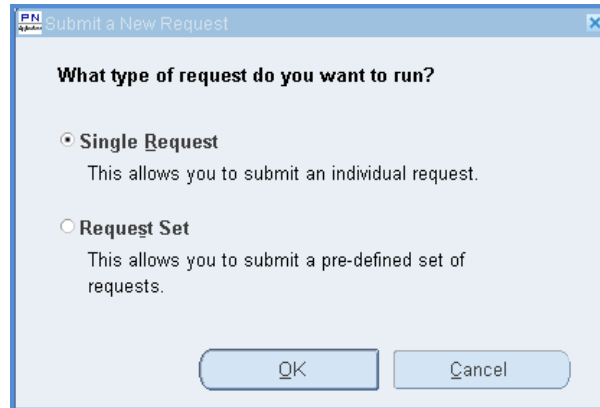 PN
Submit a New Request
What type of request do you want to run?
Single Request
This allows you to submit an individual request.
Request Set
This allows you to submit a pre-defined set of
requests.
OK
Cancel